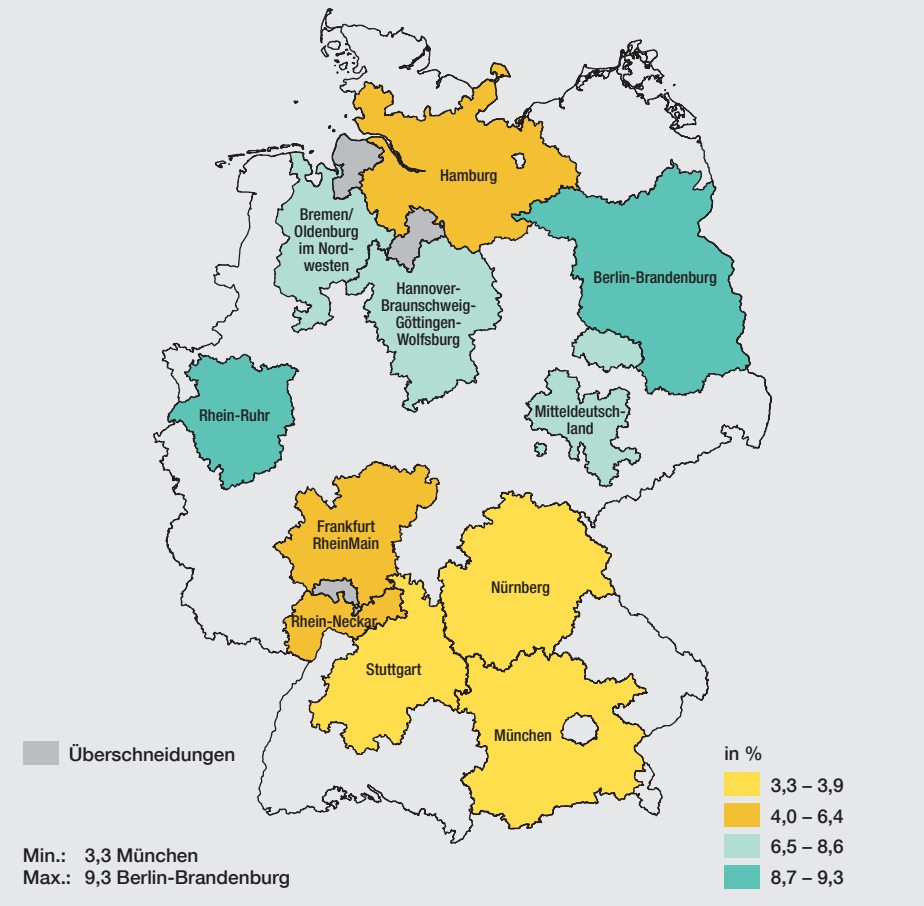 Hamburg
Bremen/
Oldenburg
im Nord-
westen
Hannover-
Braunschweig-
Göttingen-
Wolfsburg
Berlin-Brandenburg
Rhein-Ruhr
Mitteldeutsch-
land
Frankfurt
RheinMain
Nürnberg
Rhein-Neckar
Stuttgart
München
Überschneidungen
in %
3,3 – 3,9
4,0 – 6,4
6,5 – 8,6
8,7 – 9,3
Min.: 3,3 München
Max.: 9,3 Berlin-Brandenburg